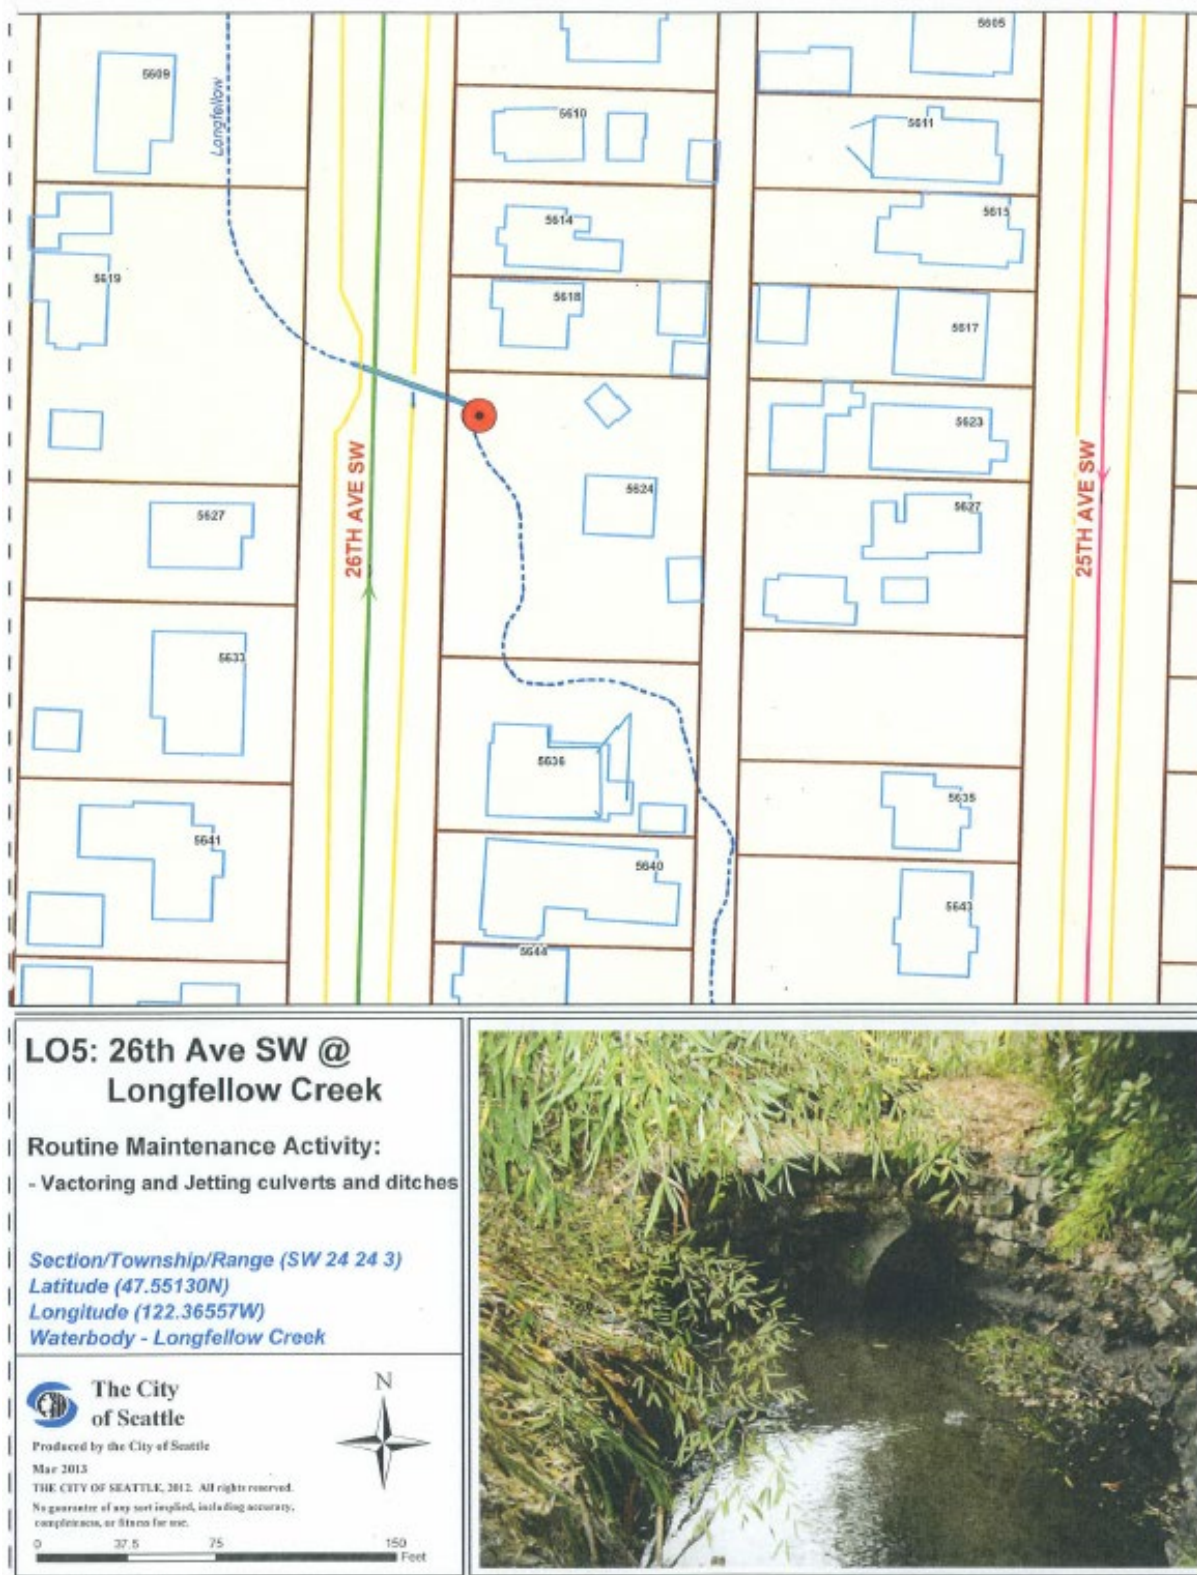 5605
5609
Longfellow
5610
5611
5614
5615
5619
5618
5617
5623
26TH AVE SW
25TH AVE SW
5624
5627
5627
5633
5636
5635
5641
5640
5643
5644
LO5: 26th Ave SW @
Longfellow Creek
Routine Maintenance Activity:
- Vactoring and Jetting culverts and ditches
Section/Township/Range (SW 24 24 3)
Latitude (47.55130N)
Longitude (122.36557W)
Waterbody - Longfellow Creek
The City
of Seattle
N
Produced by the City of Seattle
Mar 2013
THE CITY OF SEATTLE, 2012. All rights reserved.
No guarantee of any sort implied, including accuracy,
completeness, or fitness for use.
0 37.5 75 150
Feet